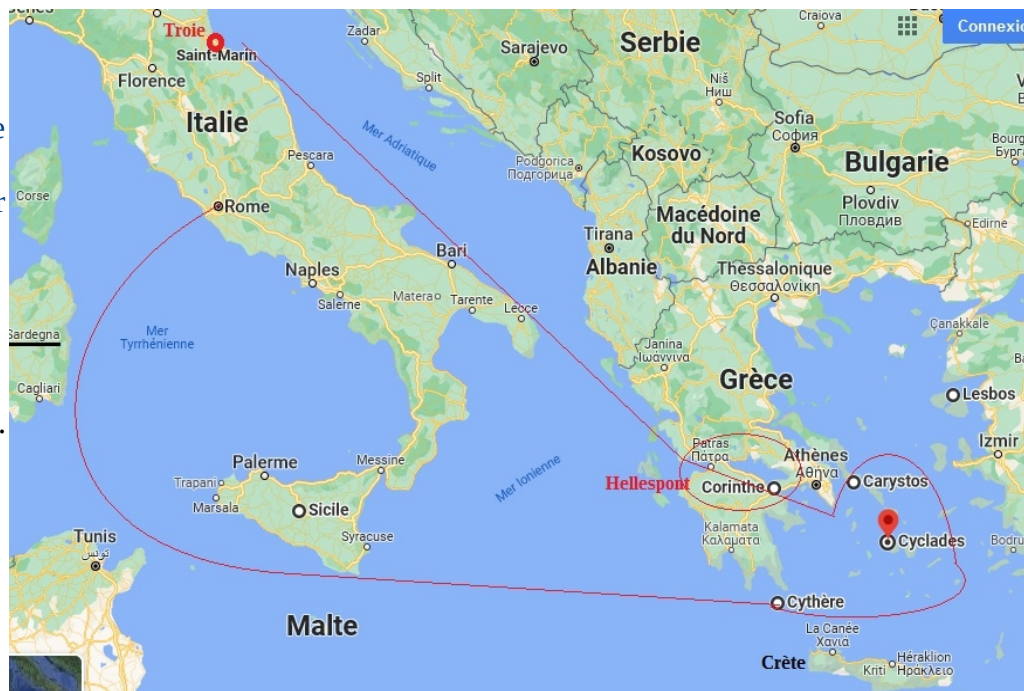 Zadar
Craiova
Connexio
Troie
Saint-Marin
Sarajevo
Serbie
Florence
Split
Niš
Ниш
Italie
Mer Adriatique
Sofia
София
e
Pescara
Podgorica
Подгорица
Kosovo
Bulgarie
Corse
r
Rome
Macédoine
du Nord
Plovdiv
Пловдив
Edirne
Tirana
Bari
Albanie
Thessalonique
Θεσσαλονίκη
Naples
Salerne
Matera
Tarente
Lecce
Mer
Tyrrhénienne
Sardegna
Çanakkale
Janina
Ιωάννινα
Grèce
Cagliari
Lesbos
.
Patras
Πάτρα
Athènes
Αθήνα
Izmir
Palerme
Messine
Mer Ionienne
Hellespont
Corinthe
Carystos
Trapani
Marsala
Sicile
Kalamata
Καλαμάτα
Tunis
تونس
Syracuse
Cyclades
Bodru
Malte
Cythère
La Canée
Χανιά
Crète
Kriti
Héraklion
Ηράκλειο